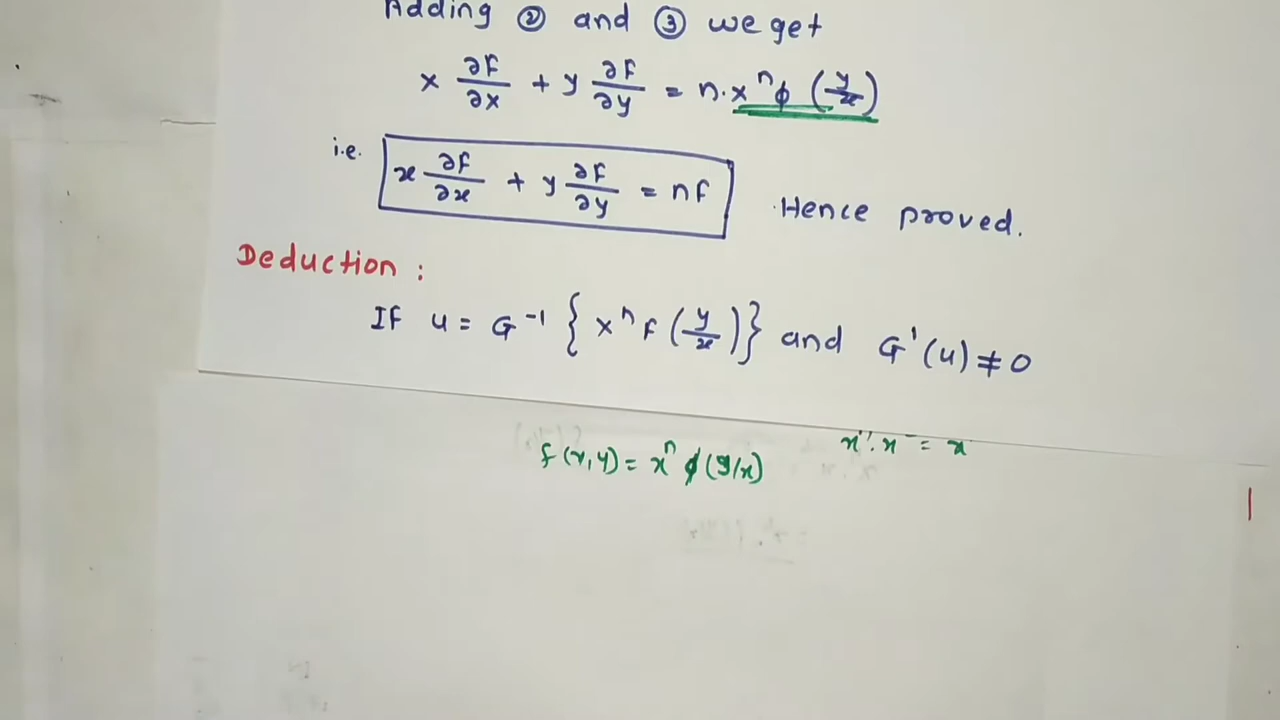 Adding ② and ③ we get
x ∂f/∂x + y ∂f/∂y = n.x^n ϕ (y/x)
i.e. x ∂f/∂x + y ∂f/∂y = nf Hence proved.
Deduction :
If u = G^-1 { x^n f (y/x) } and G'(u) ≠ 0
f(x,y) = x^n ϕ (y/x)